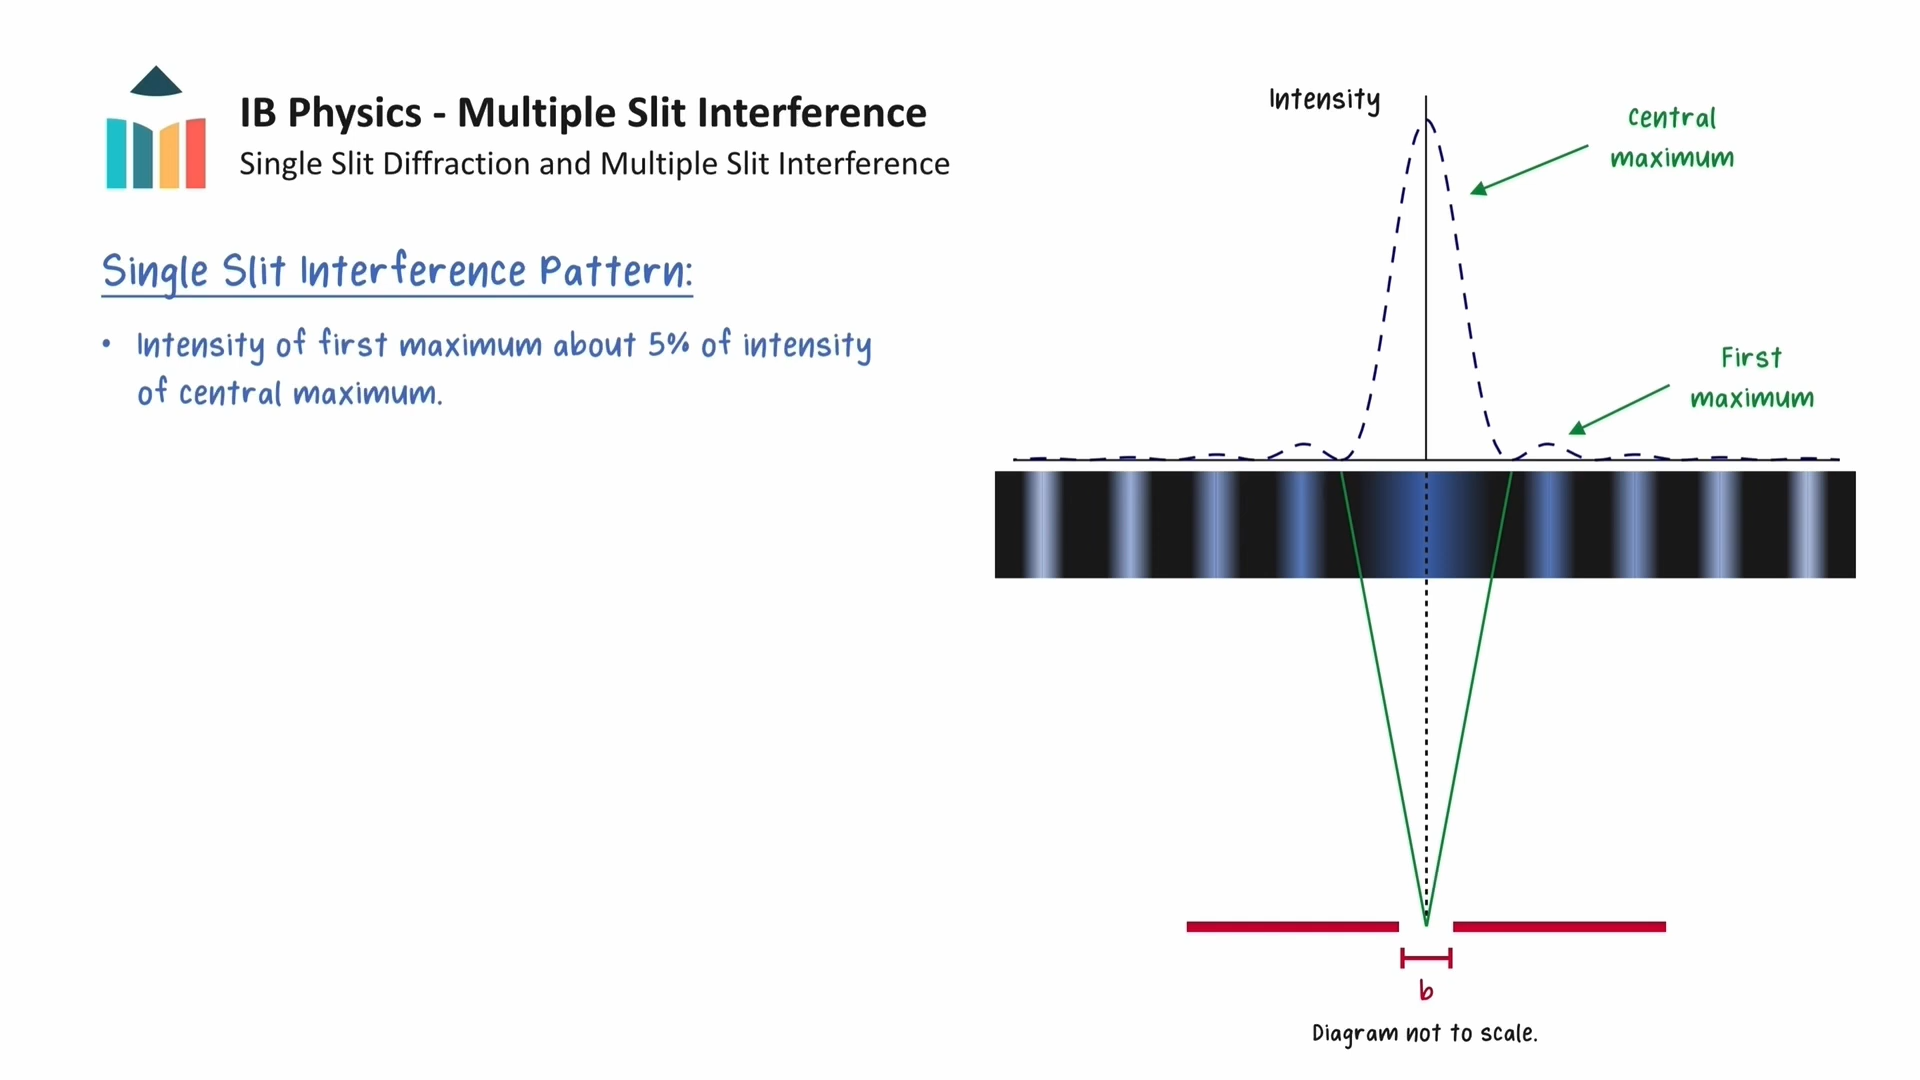 IB Physics - Multiple Slit Interference
Single Slit Diffraction and Multiple Slit Interference
Single Slit Interference Pattern:
• Intensity of first maximum about 5% of intensity
of central maximum.
Intensity
Central
maximum
First
maximum
b
Diagram not to scale.